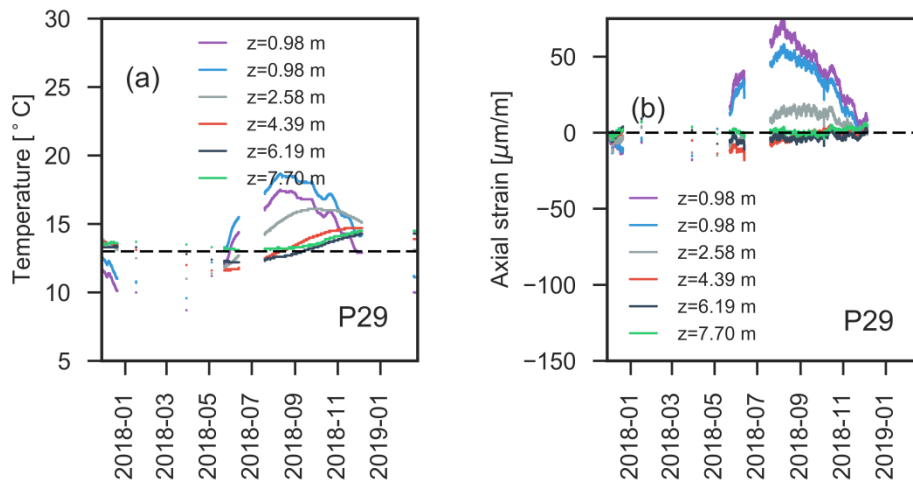 30
25
20
15
10
5
Temperature [°C]
(a)
z=0.98 m
z=0.98 m
z=2.58 m
z=4.39 m
z=6.19 m
z=7.70 m
P29
2018-01
2018-03
2018-05
2018-07
2018-09
2018-11
2019-01
50
0
−50
−100
−150
Axial strain [µm/m]
(b)
z=0.98 m
z=0.98 m
z=2.58 m
z=4.39 m
z=6.19 m
z=7.70 m
P29
2018-01
2018-03
2018-05
2018-07
2018-09
2018-11
2019-01